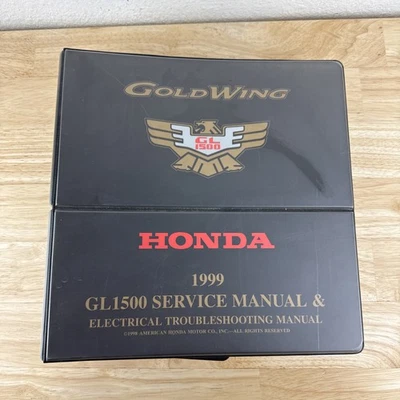 GOLDWING
GL
1500
HONDA
1999
GL1500 SERVICE MANUAL &
ELECTRICAL TROUBLESHOOTING MANUAL
©1998 AMERICAN HONDA MOTOR CO., INC.—ALL RIGHTS RESERVED